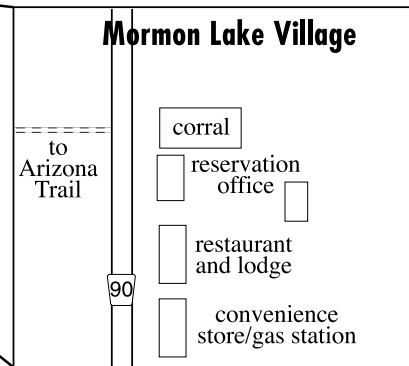 Mormon Lake Village
corral
to
Arizona
Trail
reservation
office
restaurant
and lodge
90
convenience
store/gas station